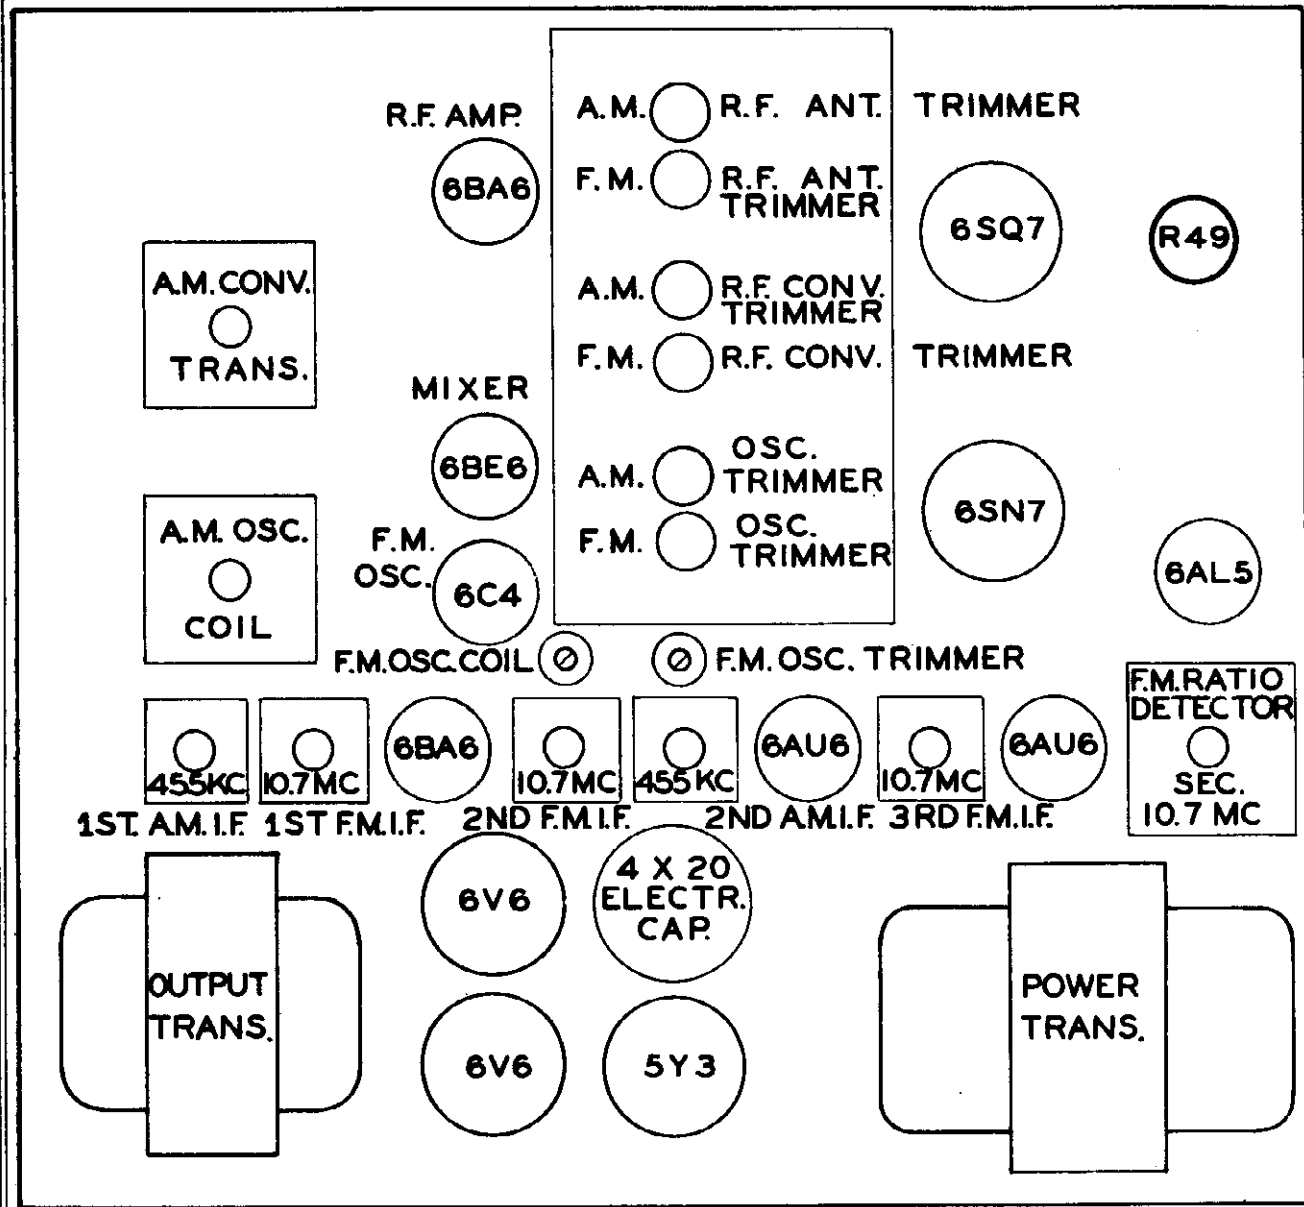 R.F. AMP.
6BA6
A.M. R.F. ANT. TRIMMER
F.M. R.F. ANT.
TRIMMER
A.M. R.F. CONV.
TRIMMER
F.M. R.F. CONV. TRIMMER
A.M. OSC.
TRIMMER
F.M. OSC.
TRIMMER
6SQ7
R49
A.M. CONV.
TRANS.
MIXER
6BE6
6SN7
A.M. OSC.
COIL
F.M.
OSC.
6C4
6AL5
F.M. OSC. COIL
F.M. OSC. TRIMMER
F.M. RATIO
DETECTOR
SEC.
10.7 MC
455KC
1ST. A.M. I.F.
10.7MC
1ST F.M.I.F.
6BA6
10.7MC
2ND F.M.I.F.
455KC
2ND A.M.I.F.
6AU6
10.7MC
3RD F.M.I.F.
6AU6
OUTPUT
TRANS.
6V6
4 X 20
ELECTR.
CAP.
6V6
5Y3
POWER
TRANS.